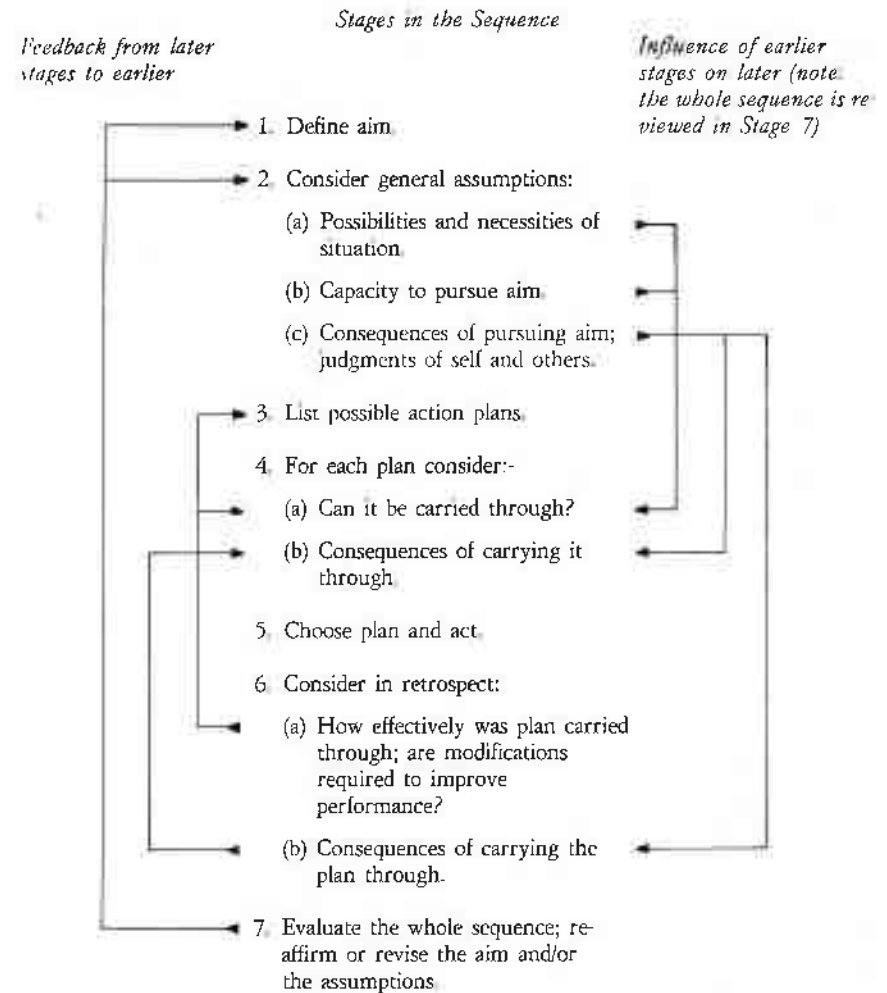 Stages in the Sequence
Feedback from later
stages to earlier
Influence of earlier
stages on later (note
the whole sequence is re
viewed in Stage 7)
1. Define aim.
2. Consider general assumptions:
(a) Possibilities and necessities of
situation.
(b) Capacity to pursue aim.
(c) Consequences of pursuing aim;
judgments of self and others.
3. List possible action plans.
4. For each plan consider:-
(a) Can it be carried through?
(b) Consequences of carrying it
through.
5. Choose plan and act.
6. Consider in retrospect:
(a) How effectively was plan carried
through; are modifications
required to improve
performance?
(b) Consequences of carrying the
plan through.
7. Evaluate the whole sequence; re-
affirm or revise the aim and/or
the assumptions.